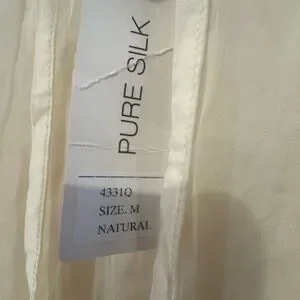 PURE SILK
4331Q
SIZE. M
NATURAL